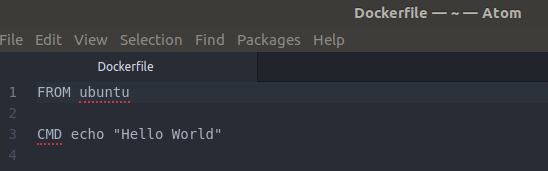 Dockerfile — ~ — Atom
File Edit View Selection Find Packages Help
Dockerfile
1 FROM ubuntu
2
3 CMD echo "Hello World"
4